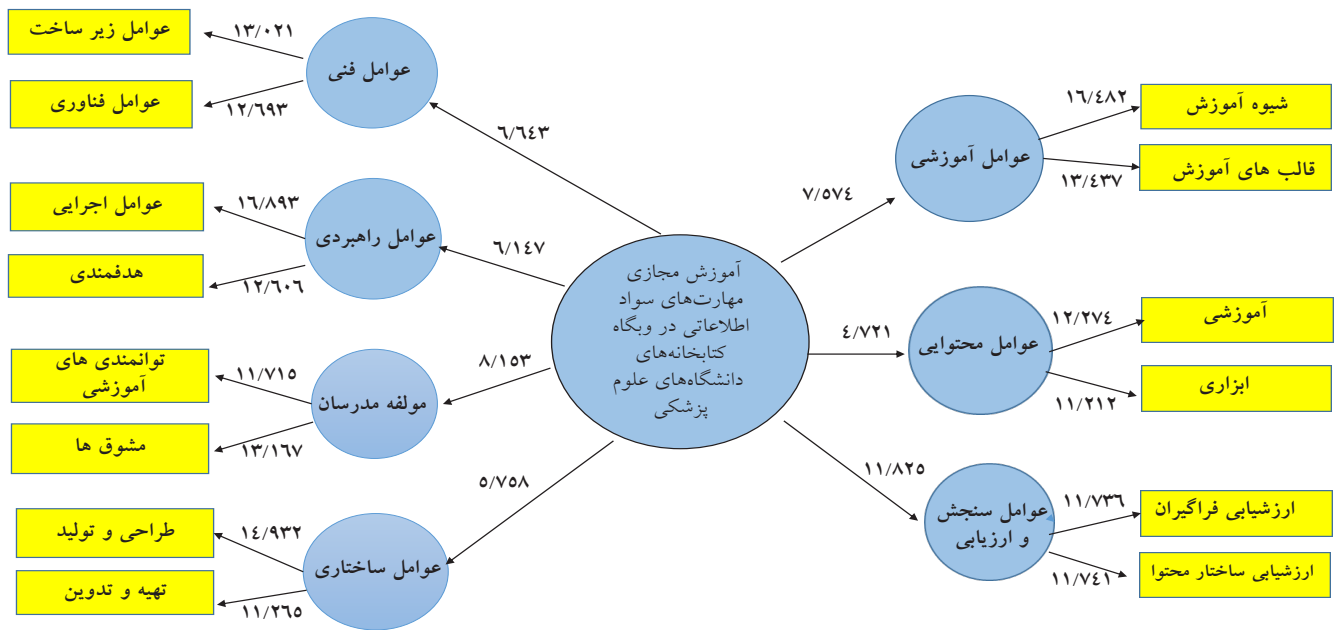 عوامل زیر ساخت
۱۳/۰۲۱
عوامل فنی
عوامل فناوری
۱۲/۶۹۳
۶/۶۴۳
عوامل اجرایی
۱۶/۸۹۳
عوامل راهبردی
هدفمندی
۱۲/۶۰۶
۶/۱۴۷
توانمندی های
آموزشی
۱۱/۷۱۵
مولفه مدرسان
مشوق ها
۱۳/۱۶۷
۸/۱۵۳
طراحی و تولید
۱۴/۹۳۲
عوامل ساختاری
تهیه و تدوین
۱۱/۲۶۵
۵/۷۵۸
آموزش مجازی
مهارت‌های سواد
اطلاعاتی در وبگاه
کتابخانه‌های
دانشگاه‌های علوم
پزشکی
شیوه آموزش
۱۶/۴۸۲
عوامل آموزشی
قالب های آموزش
۱۳/۴۳۷
۷/۵۷۴
آموزشی
۱۲/۲۷۴
عوامل محتوایی
ابزاری
۱۱/۲۱۲
۴/۷۲۱
ارزشیابی فراگیران
۱۱/۷۳۶
عوامل سنجش
و ارزیابی
ارزشیابی ساختار محتوا
۱۱/۷۴۱
۱۱/۸۲۵